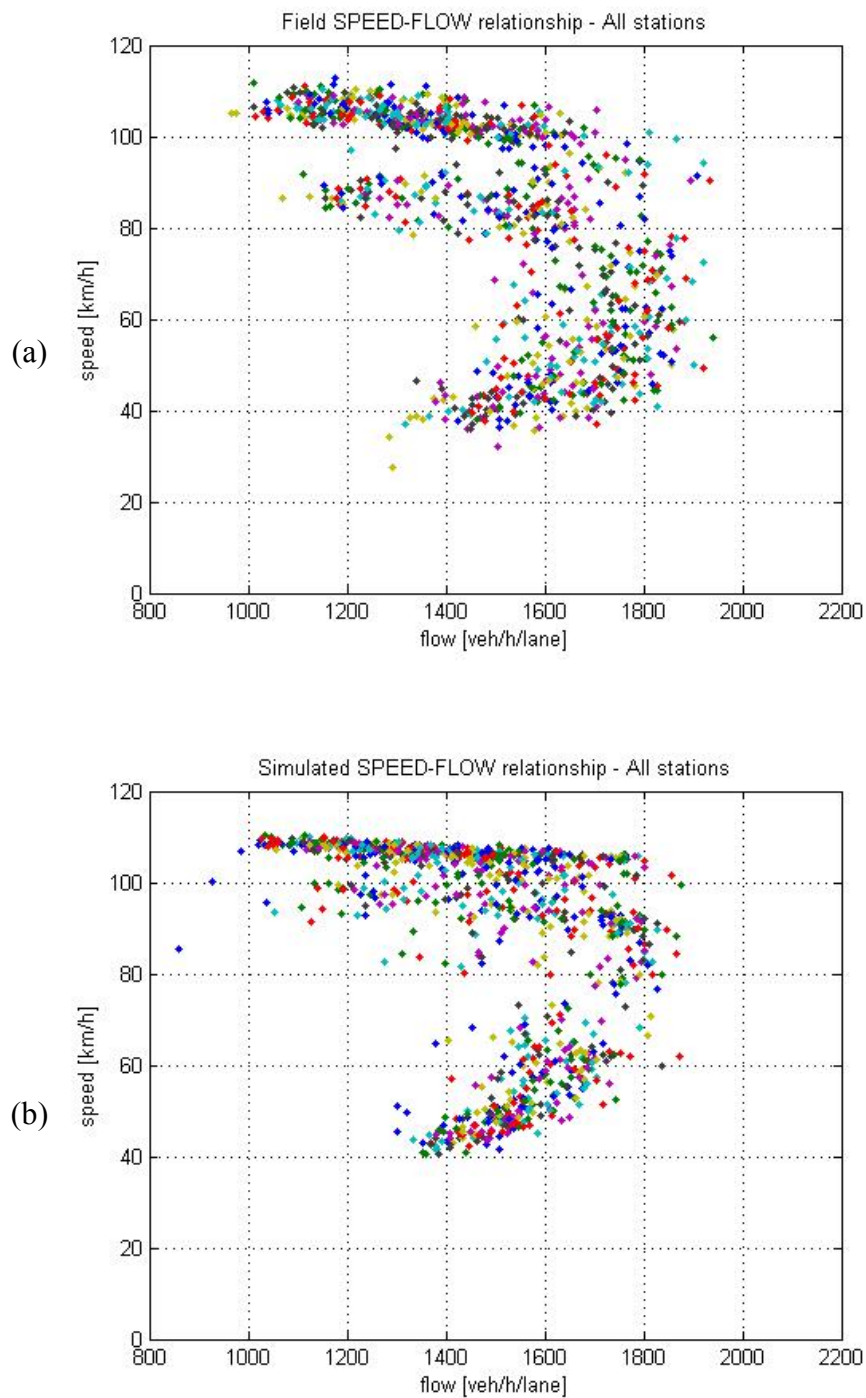 Field SPEED-FLOW relationship - All stations
120
100
80
60
40
20
0
speed [km/h]
(a)
800 1000 1200 1400 1600 1800 2000 2200
flow [veh/h/lane]
Simulated SPEED-FLOW relationship - All stations
120
100
80
60
40
20
0
speed [km/h]
(b)
800 1000 1200 1400 1600 1800 2000 2200
flow [veh/h/lane]